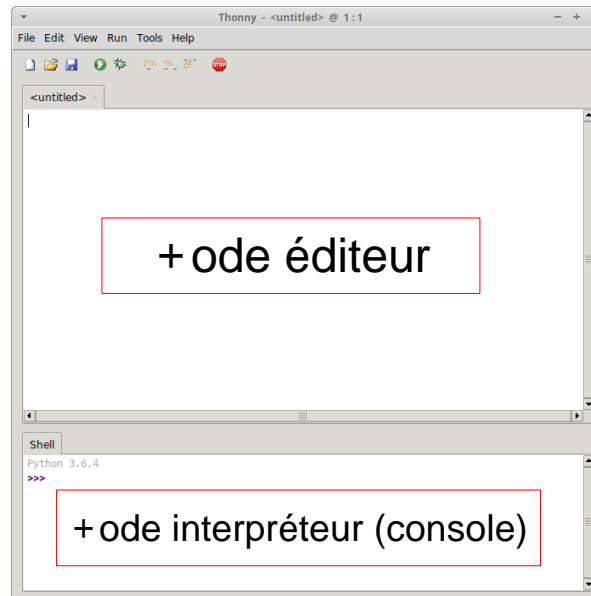 Thonny - <untitled> @ 1:1
File Edit View Run Tools Help
STOP
<untitled>
+ode éditeur
Shell
Python 3.6.4
>>>
+ode interpréteur (console)